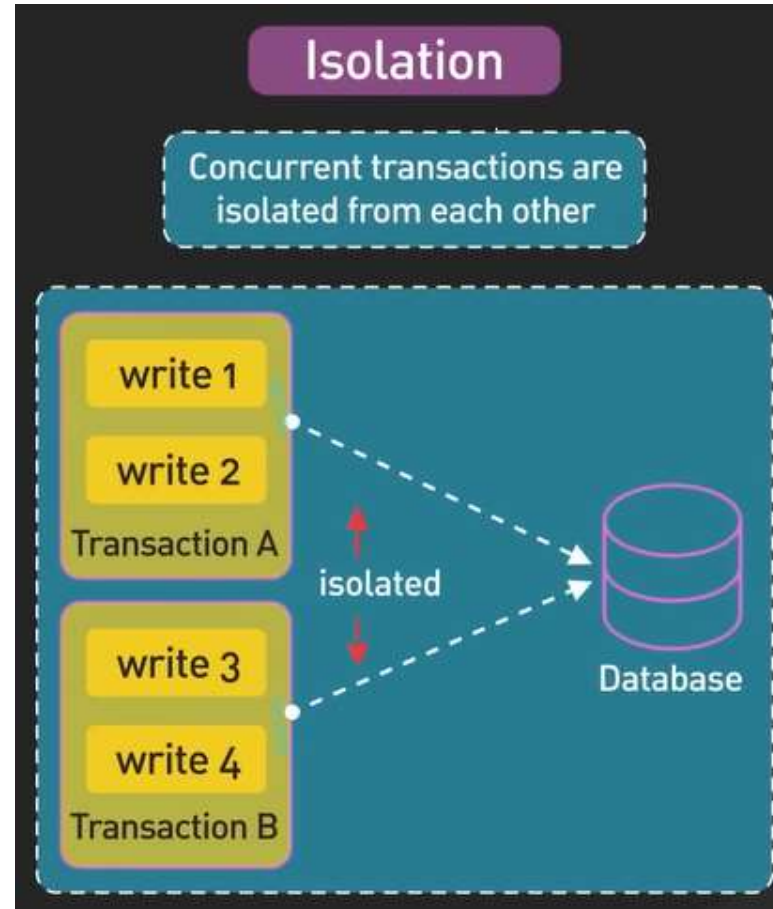 Isolation
Concurrent transactions are
isolated from each other
write 1
write 2
Transaction A
isolated
write 3
write 4
Transaction B
Database